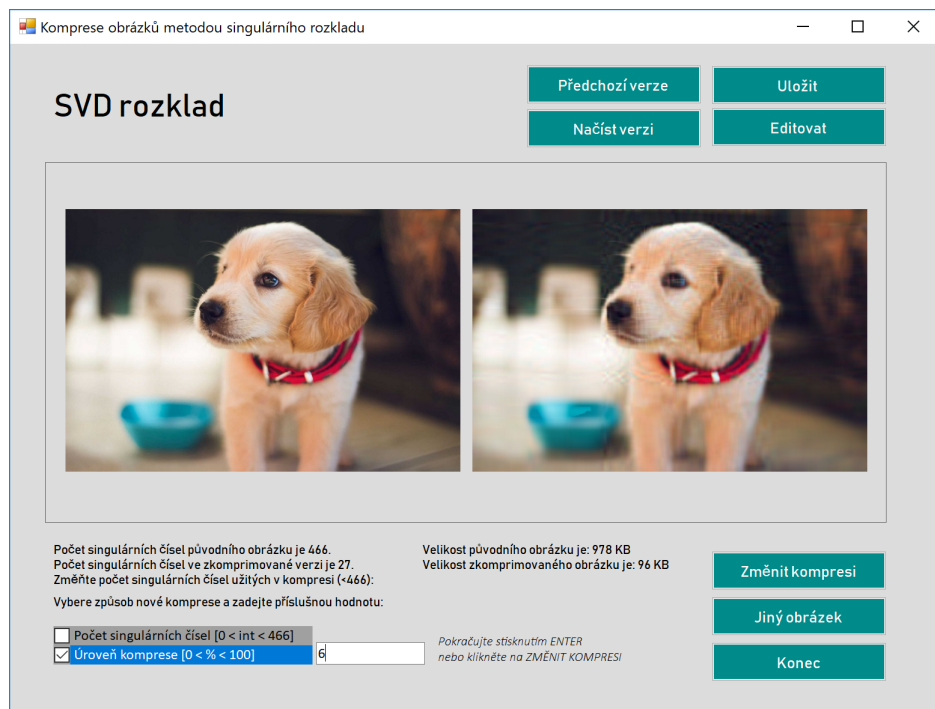 Komprese obrázků metodou singulárního rozkladu
SVD rozklad
Předchozí verze
Uložit
Načíst verzi
Editovat
Počet singulárních čísel původního obrázku je 466.
Počet singulárních čísel ve zkomprimované verzi je 27.
Změňte počet singulárních čísel užitých v kompresi (<466):
Velikost původního obrázku je: 978 KB
Velikost zkomprimovaného obrázku je: 96 KB
Vybere způsob nové komprese a zadejte příslušnou hodnotu:
Počet singulárních čísel [0 < int < 466]
Úroveň komprese [0 < % < 100]
6
Pokračujte stisknutím ENTER
nebo klikněte na ZMĚNIT KOMPRESI
Změnit kompresi
Jiný obrázek
Konec